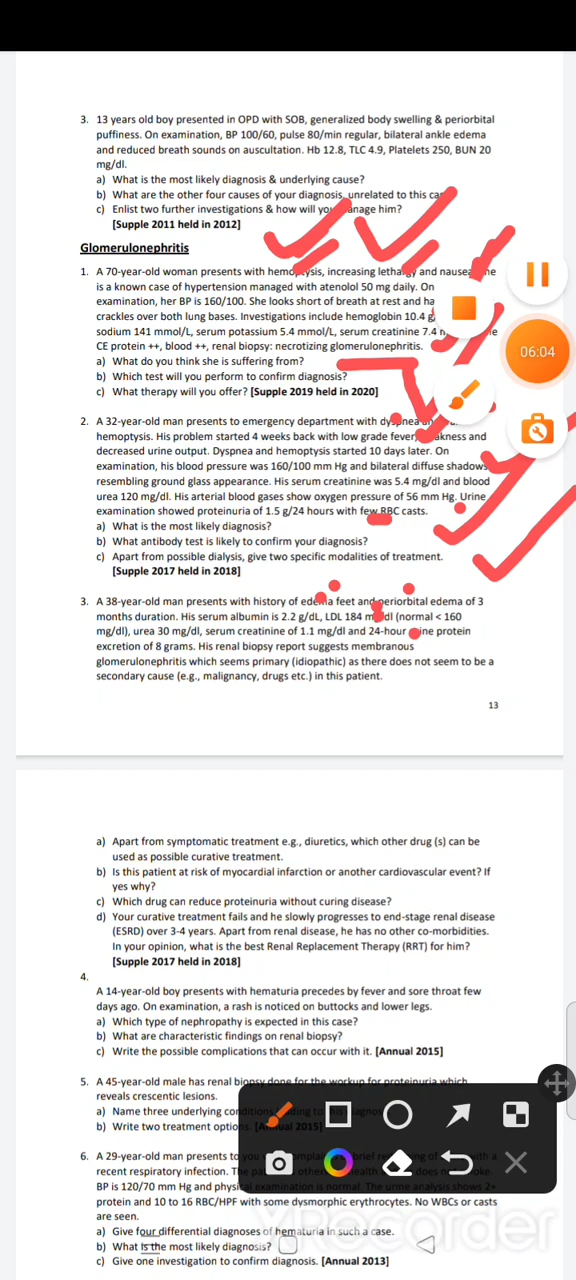 3. 13 years old boy presented in OPD with SOB, generalized body swelling & periorbital
puffiness. On examination, BP 100/60, pulse 80/min regular, bilateral ankle edema
and reduced breath sounds on auscultation. Hb 12.8, TLC 4.9, Platelets 250, BUN 20
mg/dl.
a) What is the most likely diagnosis & underlying cause?
b) What are the other four causes of your diagnosis, unrelated to this
c) Enlist two further investigations & how will you manage him?
[Supple 2011 held in 2012]
Glomerulonephritis
1. A 70-year-old woman presents with hemoptysis, increasing lethargy and nausea.
is a known case of hypertension managed with atenolol 50 mg daily. On
examination, her BP is 160/100. She looks short of breath at rest and
crackles over both lung bases. Investigations include hemoglobin 10.4
sodium 141 mmol/L, serum potassium 5.4 mmol/L, serum creatinine 7.4
CE protein ++, blood ++, renal biopsy: necrotizing glomerulonephritis.
a) What do you think she is suffering from?
b) Which test will you perform to confirm diagnosis?
c) What therapy will you offer? [Supple 2019 held in 2020]
2. A 32-year-old man presents to emergency department with dyspnea
hemoptysis. His problem started 4 weeks back with low grade fever, weakness and
decreased urine output. Dyspnea and hemoptysis started 10 days later. On
examination, his blood pressure was 160/100 mm Hg and bilateral diffuse shadows
resembling ground glass appearance. His serum creatinine was 5.4 mg/dl and blood
urea 120 mg/dl. His arterial blood gases show oxygen pressure of 56 mm Hg. Urine
examination showed proteinuria of 1.5 g/24 hours with few RBC casts.
a) What is the most likely diagnosis?
b) What antibody test is likely to confirm your diagnosis?
c) Apart from possible dialysis, give two specific modalities of treatment.
[Supple 2017 held in 2018]
3. A 38-year-old man presents with history of edema feet and periorbital edema of 3
months duration. His serum albumin is 2.2 g/dL, LDL 184 mg/dl (normal < 160
mg/dl), urea 30 mg/dl, serum creatinine of 1.1 mg/dl and 24-hour urine protein
excretion of 8 grams. His renal biopsy report suggests membranous
glomerulonephritis which seems primary (idiopathic) as there does not seem to be a
secondary cause (e.g., malignancy, drugs etc.) in this patient.
13
a) Apart from symptomatic treatment e.g., diuretics, which other drug (s) can be
used as possible curative treatment.
b) Is this patient at risk of myocardial infarction or another cardiovascular event? If
yes why?
c) Which drug can reduce proteinuria without curing disease?
d) Your curative treatment fails and he slowly progresses to end-stage renal disease
(ESRD) over 3-4 years. Apart from renal disease, he has no other co-morbidities.
In your opinion, what is the best Renal Replacement Therapy (RRT) for him?
[Supple 2017 held in 2018]
4.
A 14-year-old boy presents with hematuria precedes by fever and sore throat few
days ago. On examination, a rash is noticed on buttocks and lower legs.
a) Which type of nephropathy is expected in this case?
b) What are characteristic findings on renal biopsy?
c) Write the possible complications that can occur with it. [Annual 2015]
5. A 45-year-old male has renal biopsy done for the workup for proteinuria which
reveals crescentic lesions.
a) Name three underlying conditions
b) Write two treatment options. [Annual 2015]
6. A 29-year-old man presents to
recent respiratory infection. The
BP is 120/70 mm Hg and physical examination is normal. The urine analysis shows 2+
protein and 10 to 16 RBC/HPF with some dysmorphic erythrocytes. No WBCs or casts
are seen.
a) Give four differential diagnoses of hematuria in such a case.
b) What is the most likely diagnosis?
c) Give one investigation to confirm diagnosis. [Annual 2013]
06:04
XRecorder